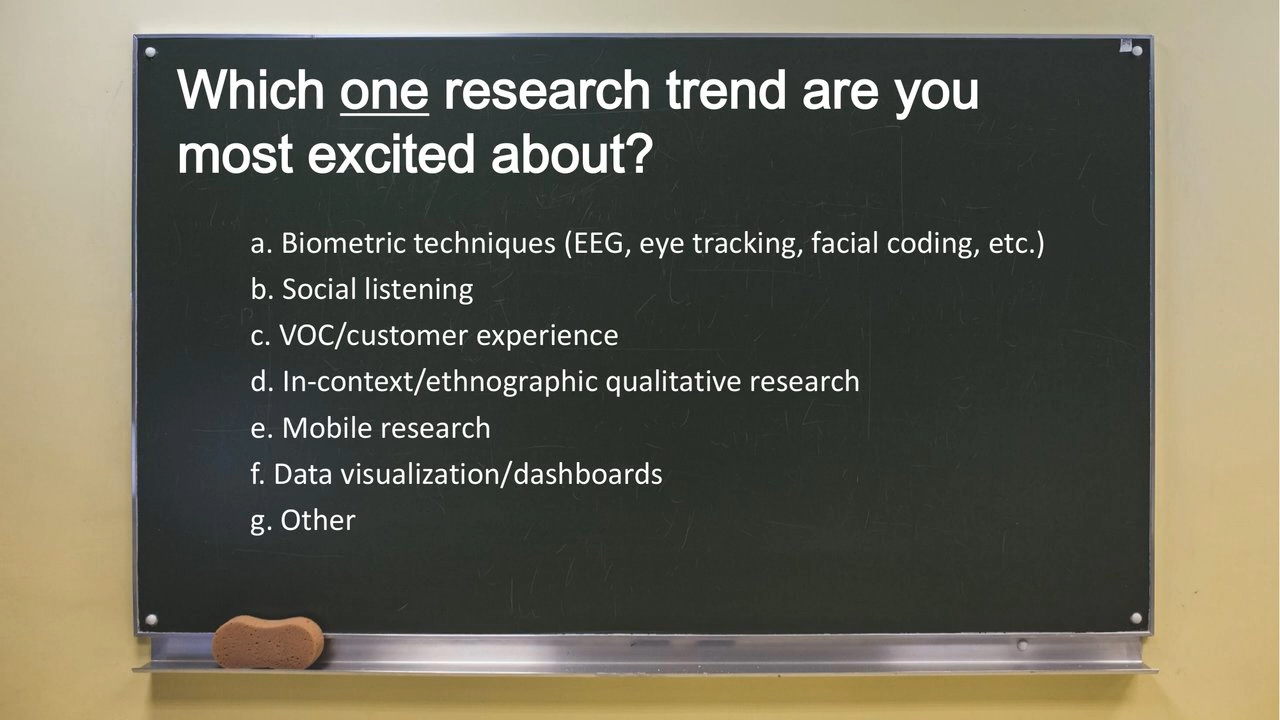 Which one research trend are you
most excited about?
a. Biometric techniques (EEG, eye tracking, facial coding, etc.)
b. Social listening
c. VOC/customer experience
d. In-context/ethnographic qualitative research
e. Mobile research
f. Data visualization/dashboards
g. Other